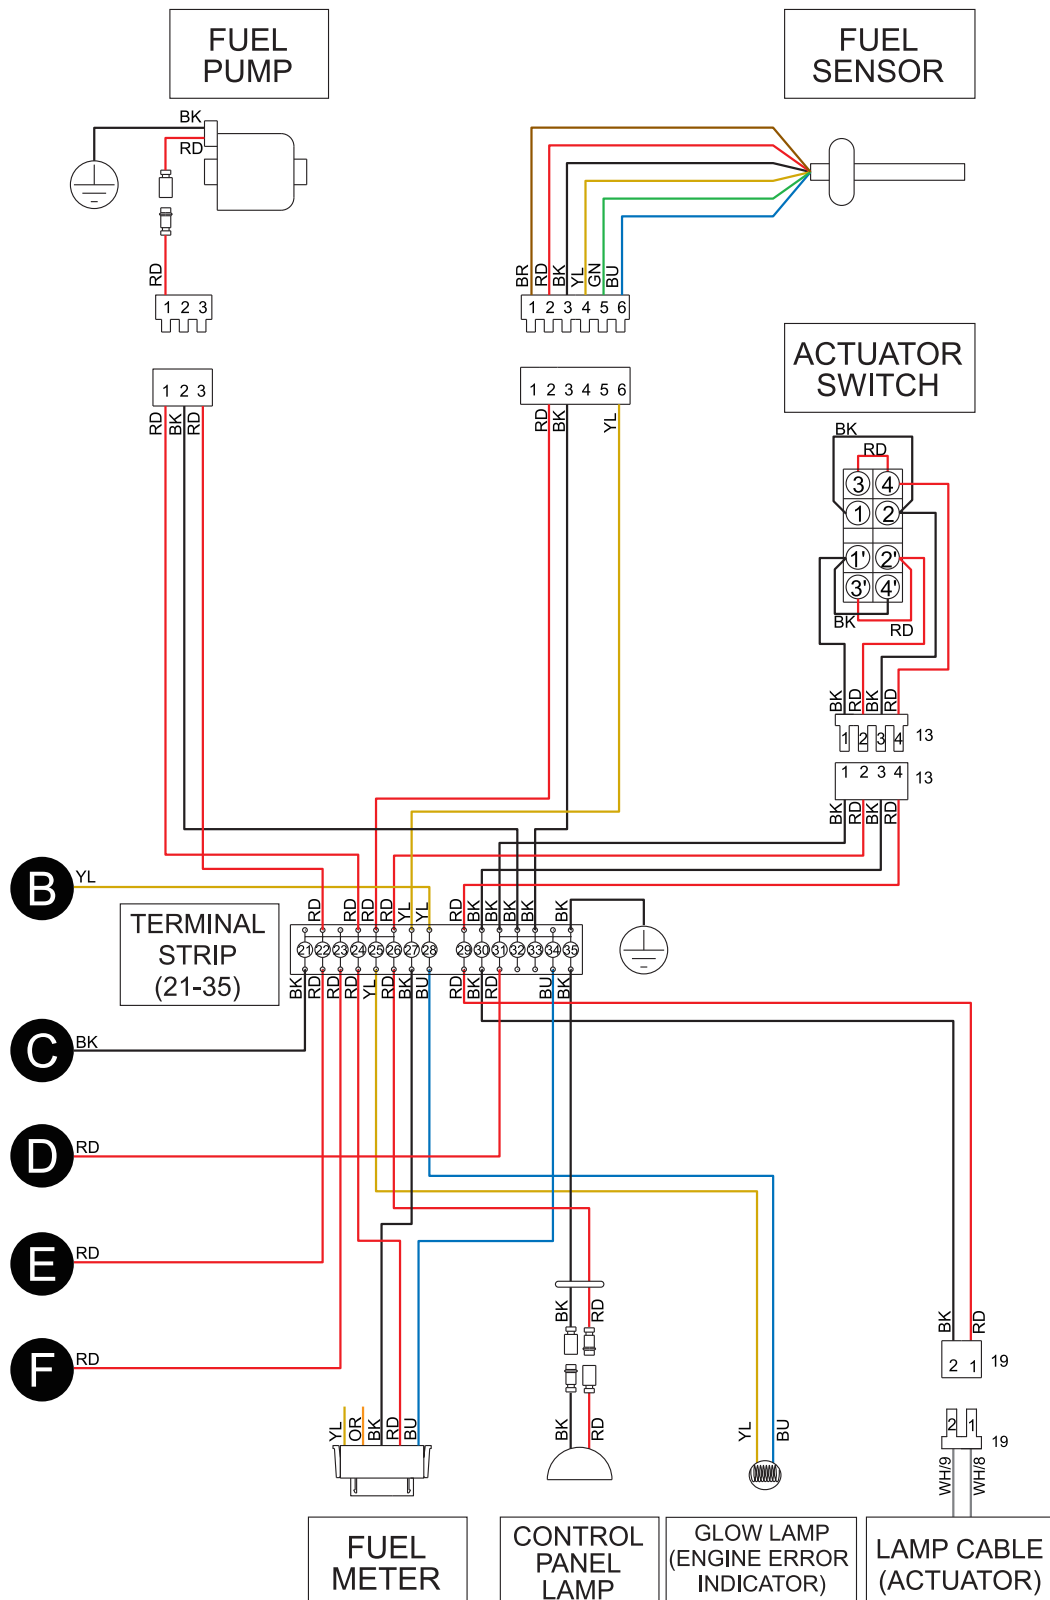 FUEL
PUMP
FUEL
SENSOR
BK
RD
RD
BR RD BK YL GN BU
1 2 3
1 2 3 4 5 6
ACTUATOR
SWITCH
1 2 3
1 2 3 4 5 6
RD BK RD
RD BK YL
BK
RD
3 4
1 2
1' 2'
3' 4'
BK
RD
BK RD BK RD
1 2 3 4 13
1 2 3 4 13
BK RD BK RD
B YL
RD RD RD RD YL YL RD BK BK BK BK BK
TERMINAL
STRIP
(21-35)
21 22 23 24 25 26 27 28 29 30 31 32 33 34 35
BK RD RD RD YL RD BK BU RD BK RD BU BK
C BK
D RD
E RD
F RD
BK RD
BK RD
2 1 19
YL OR BK RD BU
BK RD
YL BU
2 1 19
WH/9 WH/8
FUEL
METER
CONTROL
PANEL
LAMP
GLOW LAMP
(ENGINE ERROR
INDICATOR)
LAMP CABLE
(ACTUATOR)